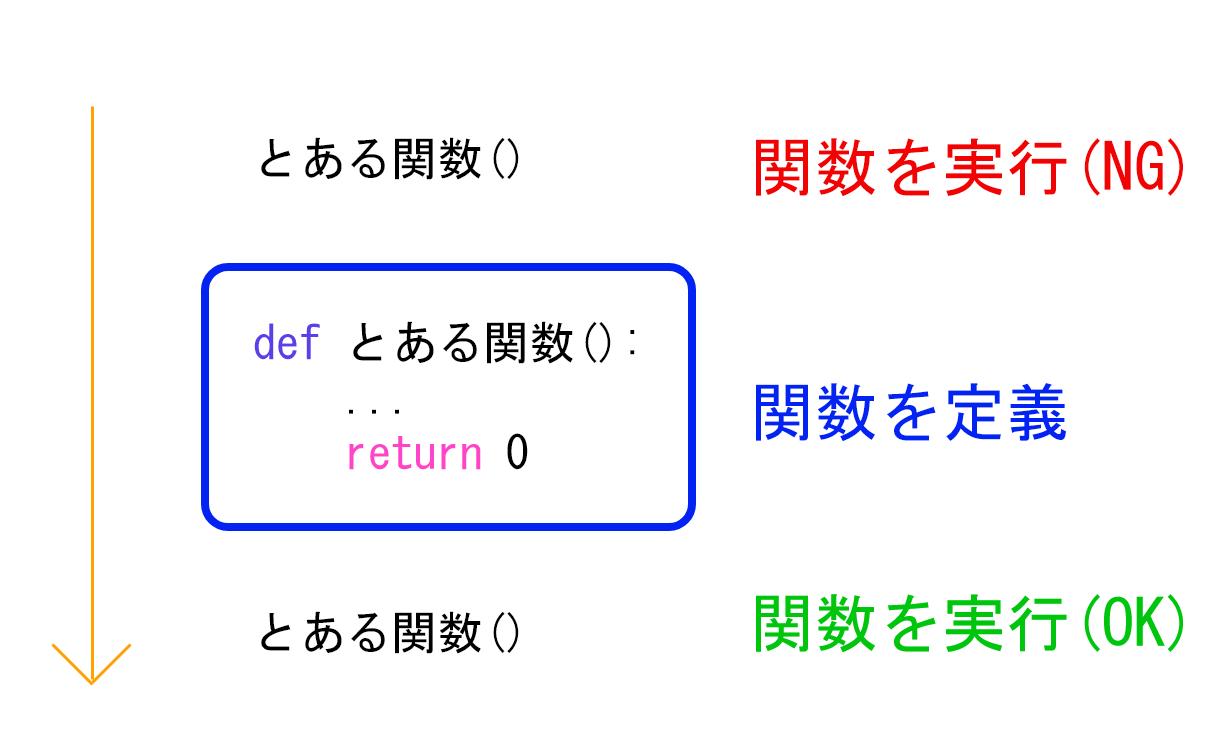 とある関数() 関数を実行(NG)
def とある関数():
...
return 0
関数を定義
とある関数() 関数を実行(OK)